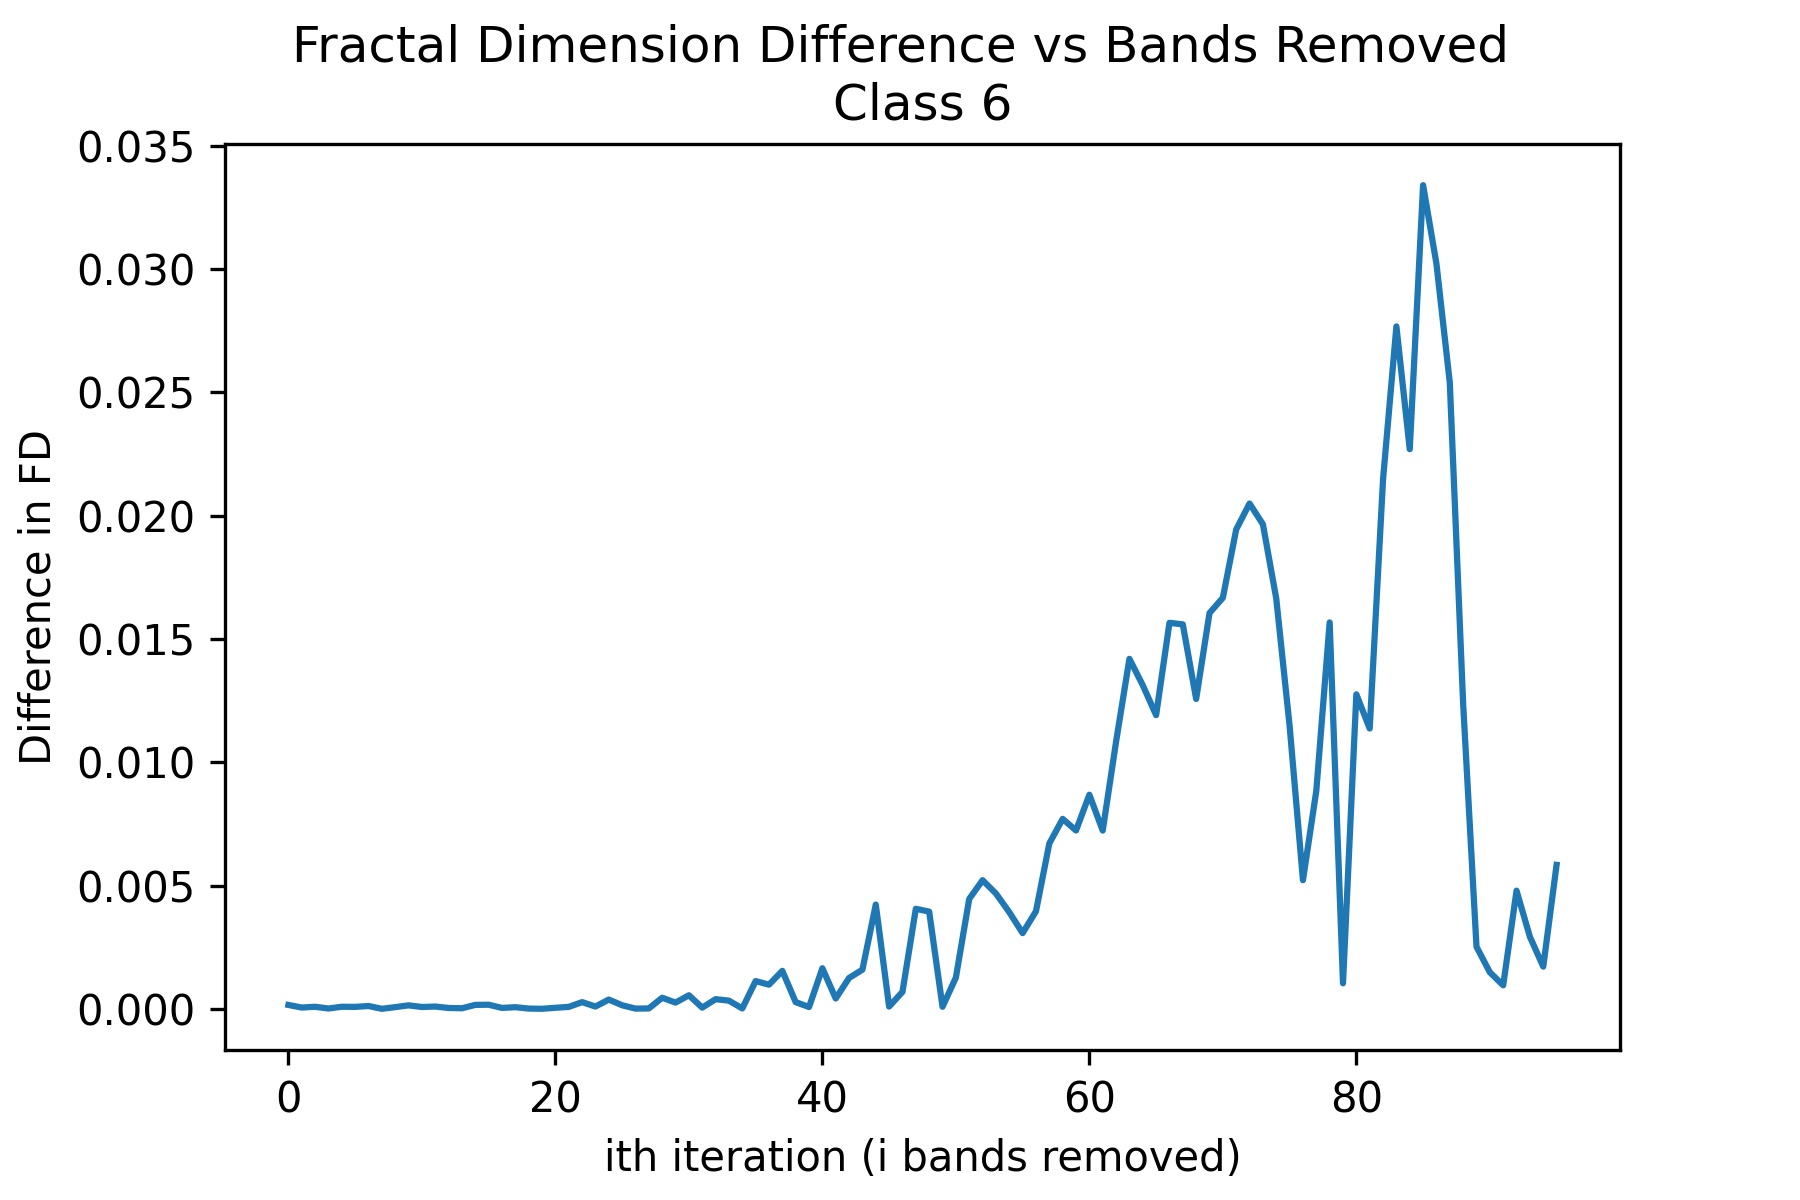 Fractal Dimension Difference vs Bands Removed
Class 6
0.035
0.030
0.025
0.020
0.015
0.010
0.005
0.000
Difference in FD
0 20 40 60 80
ith iteration (i bands removed)